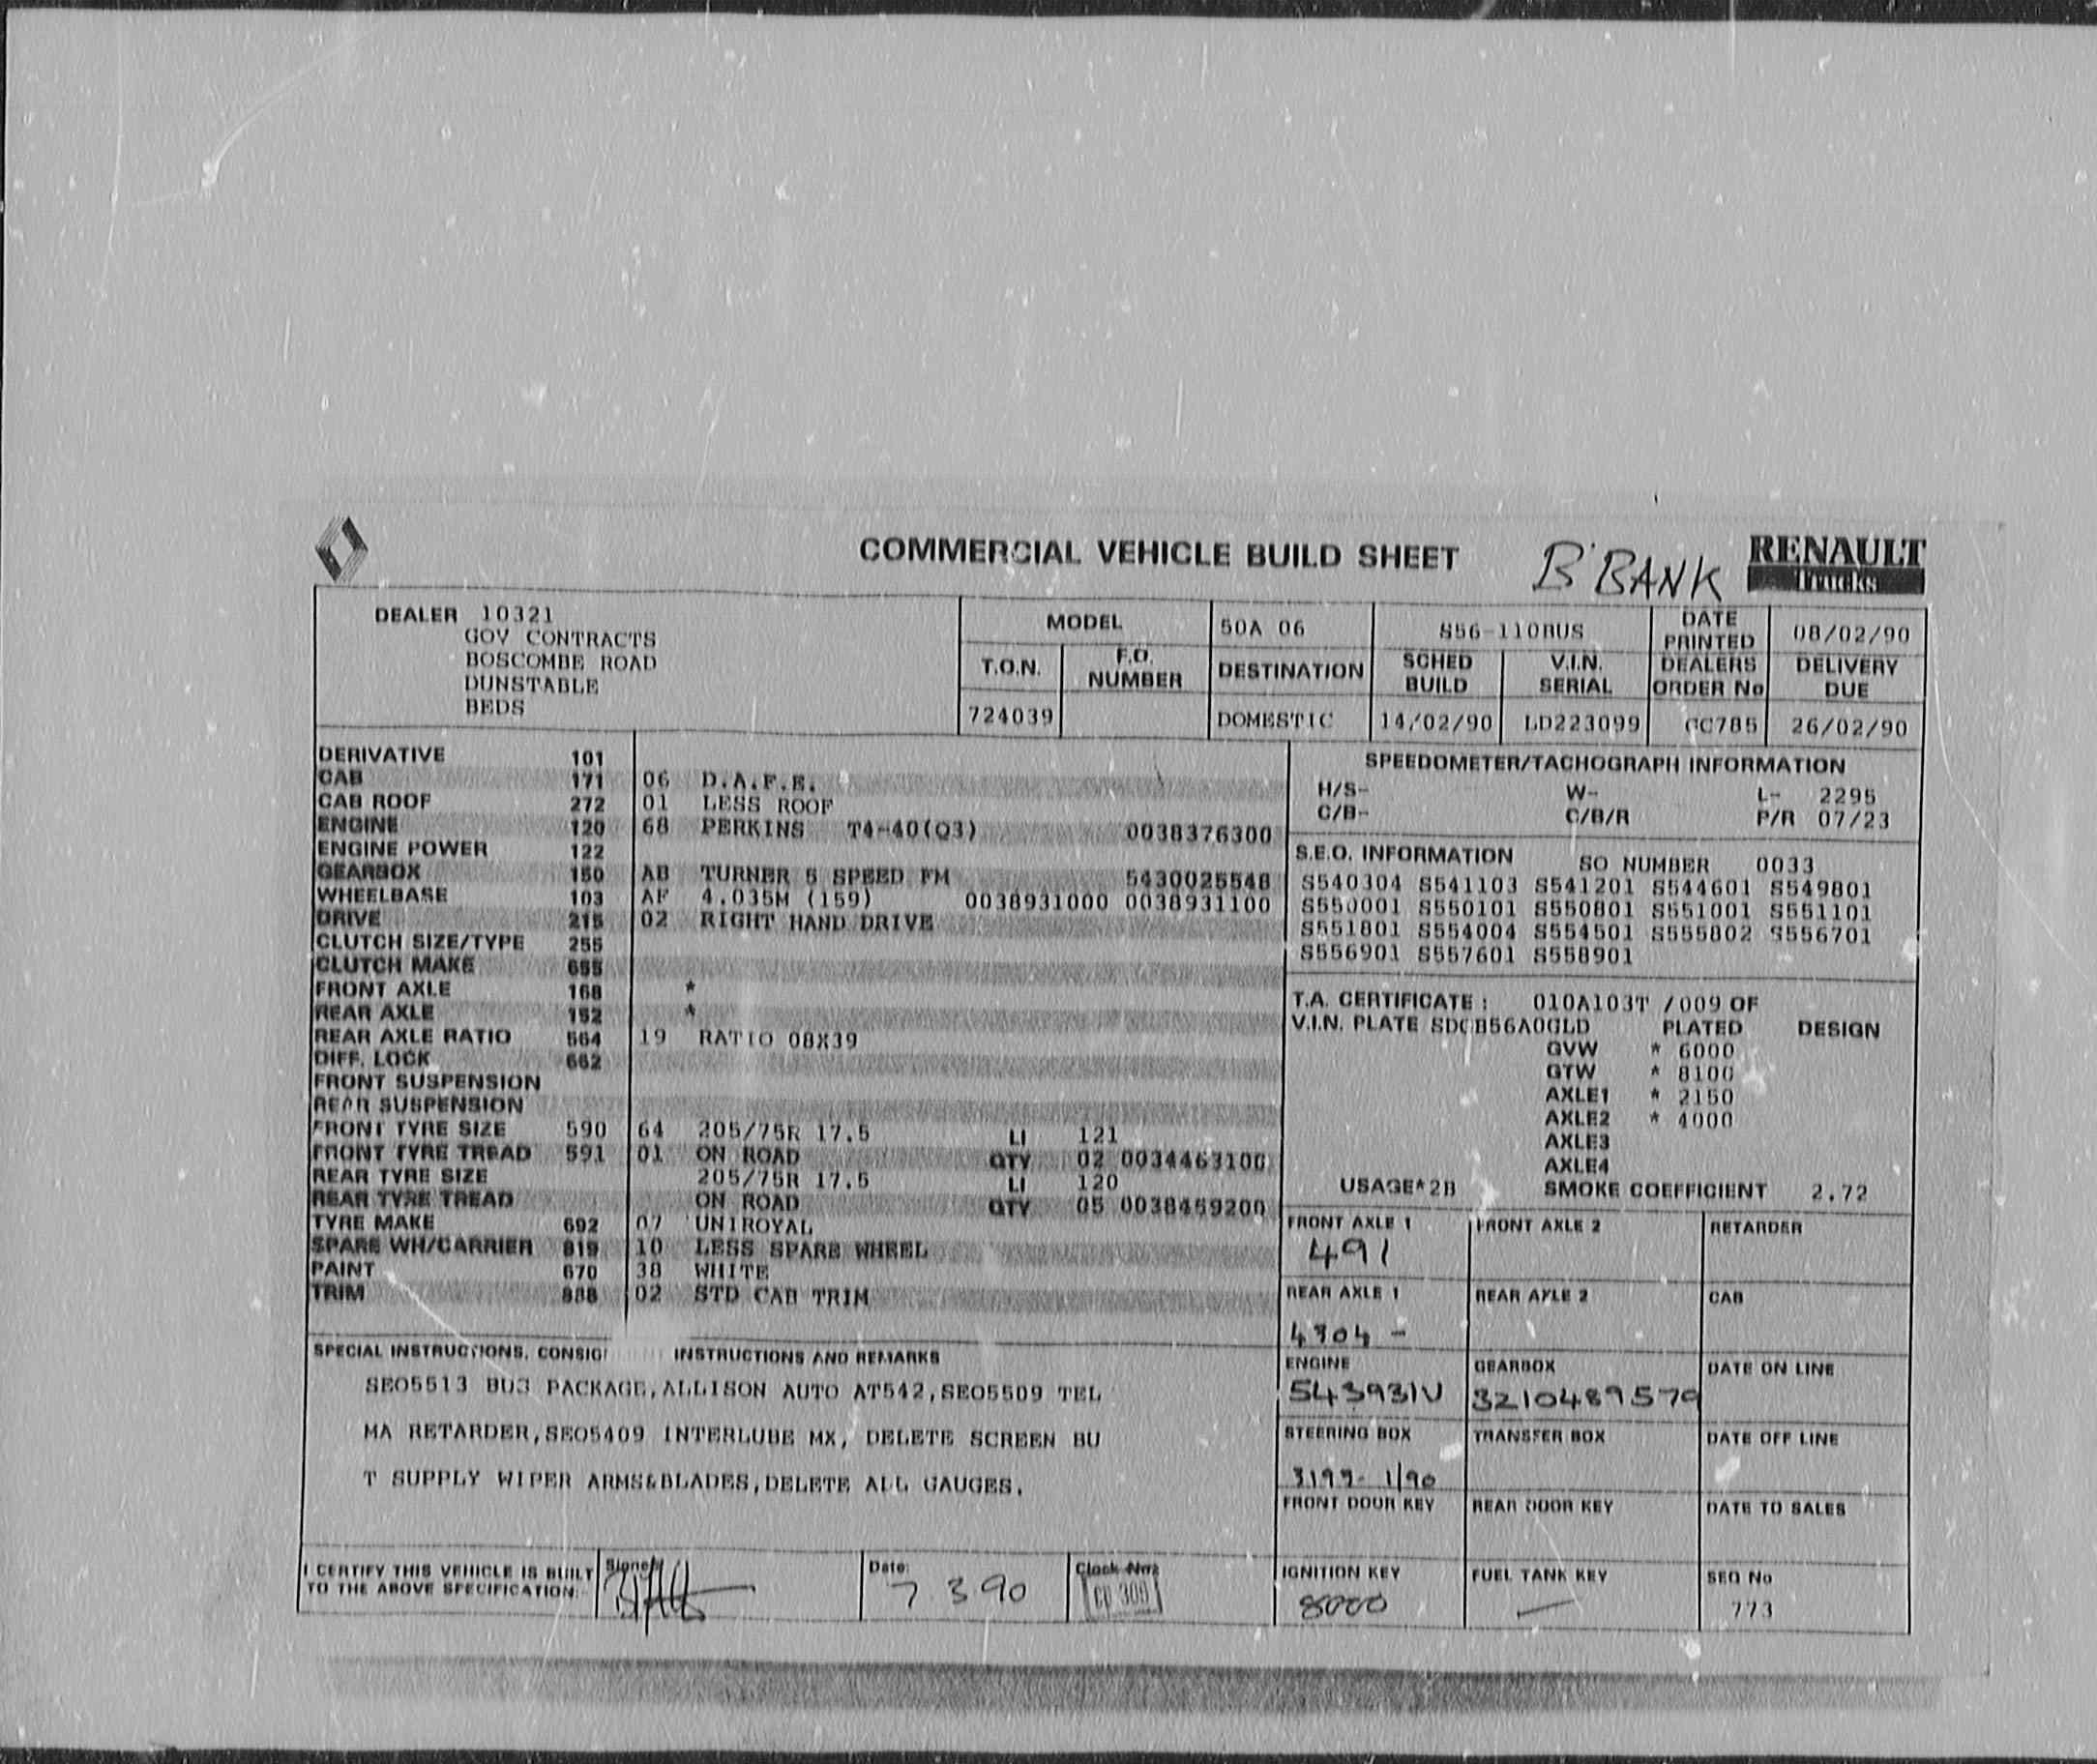 COMMERCIAL VEHICLE BUILD SHEET
B'BANK
RENAULT
Trucks
DEALER 10321
GOV CONTRACTS
BOSCOMBE ROAD
DUNSTABLE
BEDS
MODEL 50A 06 S56-110BUS DATE PRINTED 08/02/90
T.O.N. F.O. NUMBER DESTINATION SCHED BUILD V.I.N. SERIAL DEALERS ORDER No DELIVERY DUE
724039 DOMESTIC 14/02/90 LD223099 CC785 26/02/90
DERIVATIVE 101
CAB 171 06 D.A.F.E.
CAB ROOF 272 01 LESS ROOF
ENGINE 120 68 PERKINS T4-40(Q3) 0038376300
ENGINE POWER 122
GEARBOX 150 AB TURNER 5 SPEED FM 5430025548
WHEELBASE 103 AF 4.035M (159) 0038931000 0038931100
DRIVE 215 02 RIGHT HAND DRIVE
CLUTCH SIZE/TYPE 255
CLUTCH MAKE 655
FRONT AXLE 168 *
REAR AXLE 152 *
REAR AXLE RATIO 564 19 RATIO 08X39
DIFF. LOCK 662
FRONT SUSPENSION
REAR SUSPENSION
FRONT TYRE SIZE 590 64 205/75R 17.5 LI 121
FRONT TYRE TREAD 591 01 ON ROAD QTY 02 0034463100
REAR TYRE SIZE 205/75R 17.5 LI 120
REAR TYRE TREAD ON ROAD QTY 05 0038459200
TYRE MAKE 692 07 UNIROYAL
SPARE WH/CARRIER 819 10 LESS SPARE WHEEL
PAINT 670 38 WHITE
TRIM 888 02 STD CAB TRIM
SPEEDOMETER/TACHOGRAPH INFORMATION
H/S- W- L- 2295
C/B- C/B/R P/R 07/23
S.E.O. INFORMATION SO NUMBER 0033
S540304 S541103 S541201 S544601 S549801
S550001 S550101 S550801 S551001 S551101
S551801 S554004 S554501 S555802 S556701
S556901 S557601 S558901
T.A. CERTIFICATE: 010A103T /009 OF
V.I.N. PLATE SDCB56A0GLD PLATED DESIGN
GVW * 6000
GTW * 8100
AXLE1 * 2150
AXLE2 * 4000
AXLE3
AXLE4
USAGE*2B SMOKE COEFFICIENT 2.72
FRONT AXLE 1 FRONT AXLE 2 RETARDER
491
REAR AXLE 1 REAR AXLE 2 CAB
4904 -
ENGINE GEARBOX DATE ON LINE
543931U 3210489579
STEERING BOX TRANSFER BOX DATE OFF LINE
3199- 1/90
FRONT DOOR KEY REAR DOOR KEY DATE TO SALES
IGNITION KEY FUEL TANK KEY SEQ No
8000 — 773
SPECIAL INSTRUCTIONS. CONSIG INSTRUCTIONS AND REMARKS
SEO5513 BUS PACKAGE,ALLISON AUTO AT542,SEO5509 TEL
MA RETARDER,SEO5409 INTERLUBE MX, DELETE SCREEN BU
T SUPPLY WIPER ARMS&BLADES,DELETE ALL GAUGES.
I CERTIFY THIS VEHICLE IS BUILT
TO THE ABOVE SPECIFICATION:-
Signed
Date: 7 3 90
Clock No: